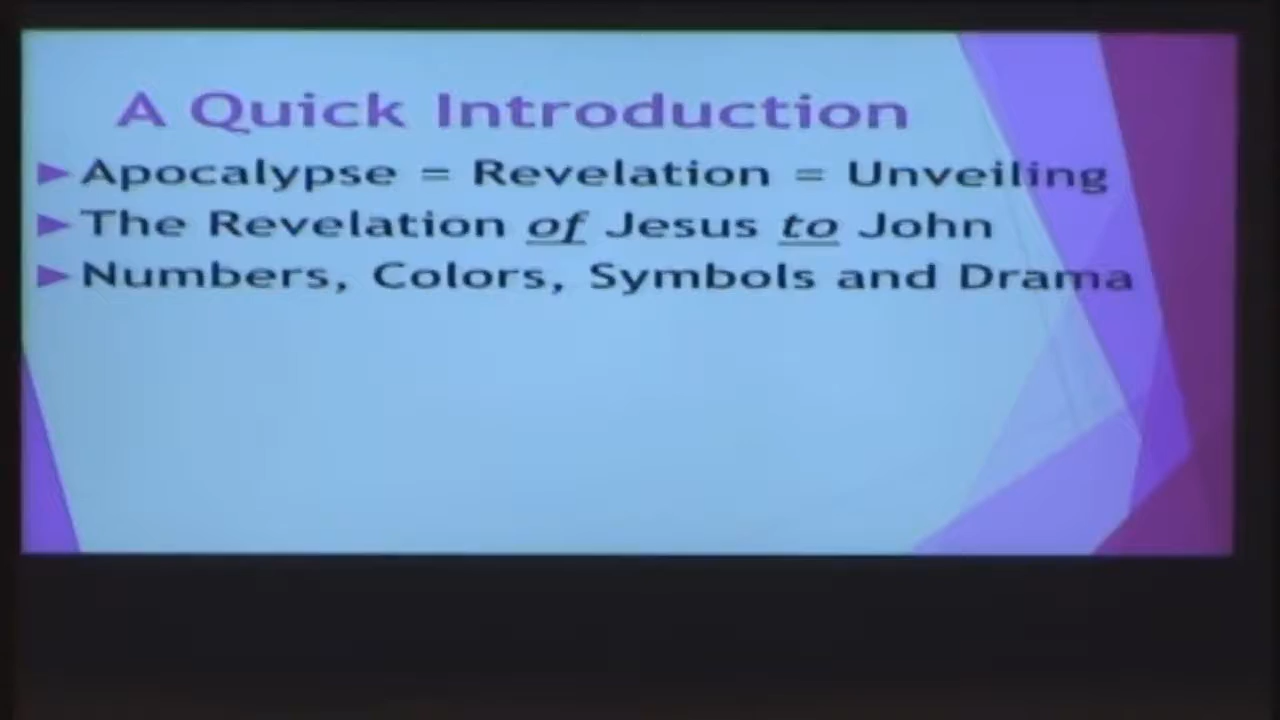 A Quick Introduction
Apocalypse = Revelation = Unveiling
The Revelation of Jesus to John
Numbers, Colors, Symbols and Drama